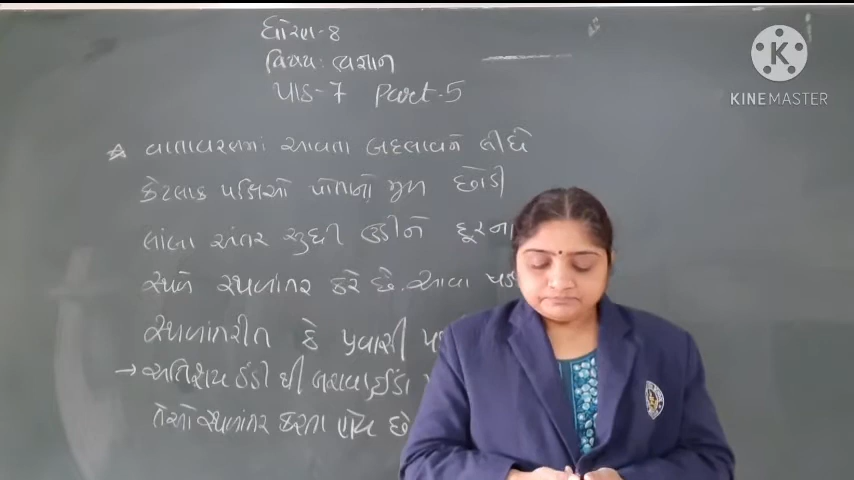 ધોરણ-8
વિષય: વિજ્ઞાન
પાઠ-7 Part-5
વાતાવરણમાં આવતા બદલાવને લીધે
કેટલાક પક્ષિઓ પોતાનો મૂળ છોડી
લાંબા અંતર સુધી ઉડીને દૂરના
સ્થળે સ્થળાંતર કરે છે. આવા
સ્થળાંતરીત કે પ્રવાસી
→ અતિશય ઠંડી થી બચવા ઈંડા
તેઓ સ્થળાંતર કરતા હોય છે
KINEMASTER